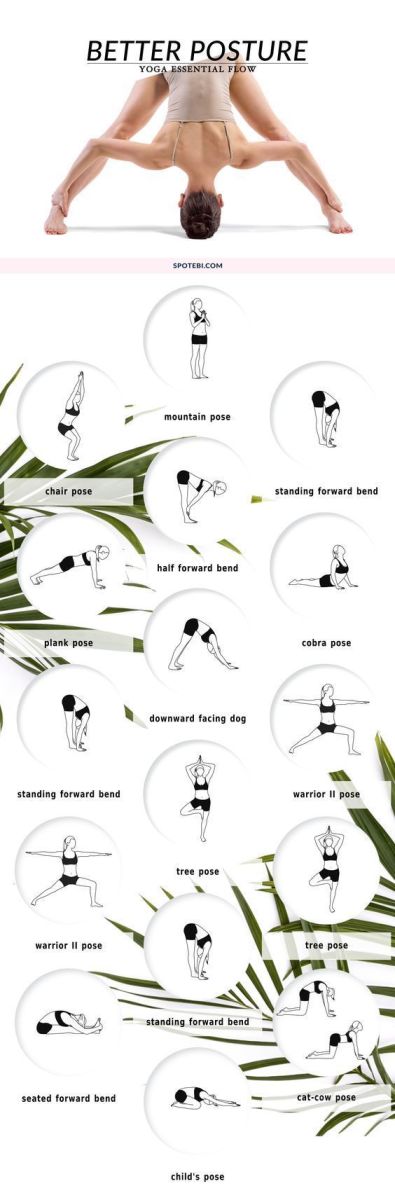 BETTER POSTURE
YOGA ESSENTIAL FLOW
SPOTEBI.COM
mountain pose
chair pose
standing forward bend
half forward bend
plank pose
cobra pose
downward facing dog
standing forward bend
warrior II pose
tree pose
warrior II pose
tree pose
standing forward bend
seated forward bend
cat-cow pose
child's pose